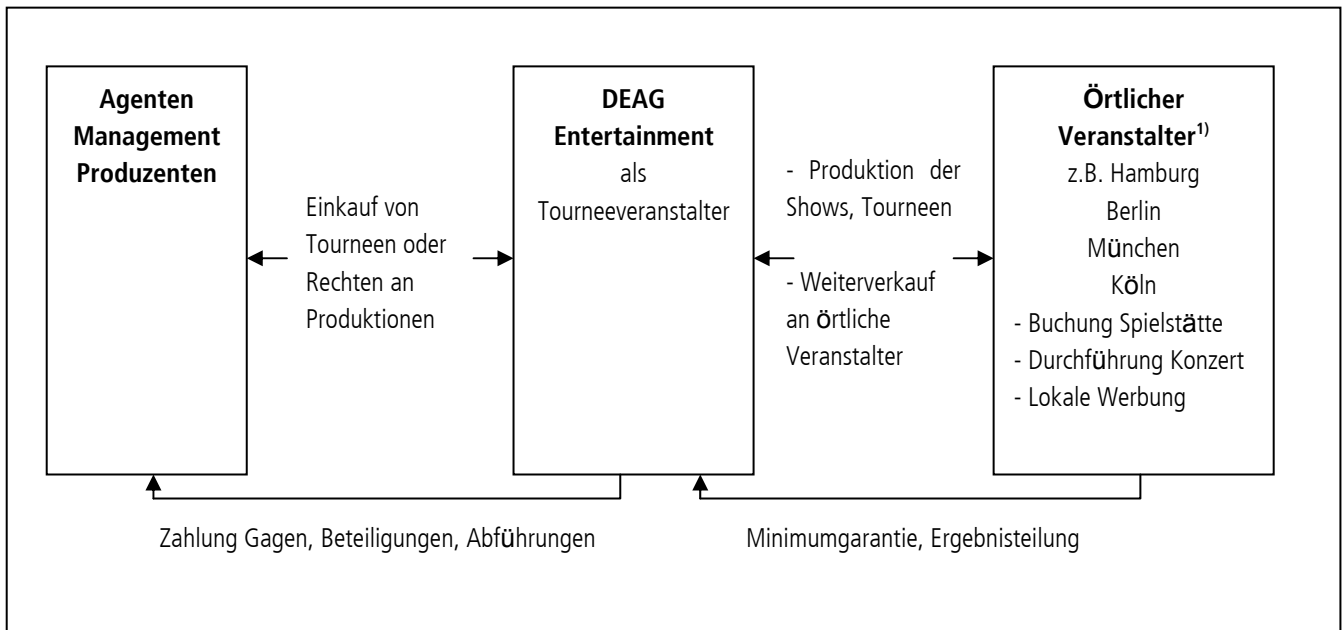 Agenten
Management
Produzenten
Einkauf von
Tourneen oder
Rechten an
Produktionen
DEAG
Entertainment
als
Tourneeveranstalter
- Produktion der
Shows, Tourneen
- Weiterverkauf
an örtliche
Veranstalter
Örtlicher
Veranstalter1)
z.B. Hamburg
Berlin
München
Köln
- Buchung Spielstätte
- Durchführung Konzert
- Lokale Werbung
Zahlung Gagen, Beteiligungen, Abführungen
Minimumgarantie, Ergebnisteilung